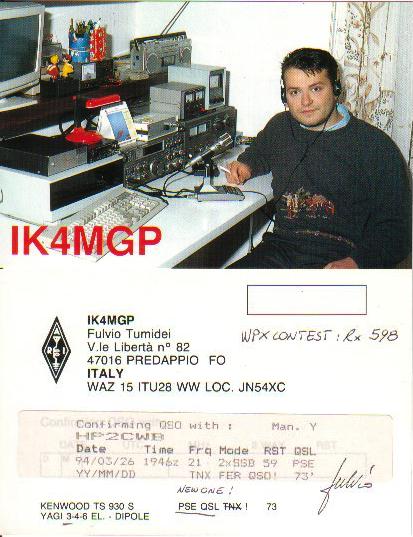 IK4MGP
IK4MGP
Fulvio Tumidei
V.le Libertà n° 82
47016 PREDAPPIO FO
ITALY
WAZ 15 ITU28 WW LOC. JN54XC
WPX CONTEST : Rx 598
Confirming QSO with : Man. Y
HP2CWB
Date Time Frq Mode RST QSL
94/03/26 1946z 21 2xSSB 59 PSE
YY/MM/DD TNX FER QSO! 73'
NEW ONE!
Fulvio
KENWOOD TS 930 S
PSE QSL TNX ! 73
YAGI 3-4-6 EL. - DIPOLE